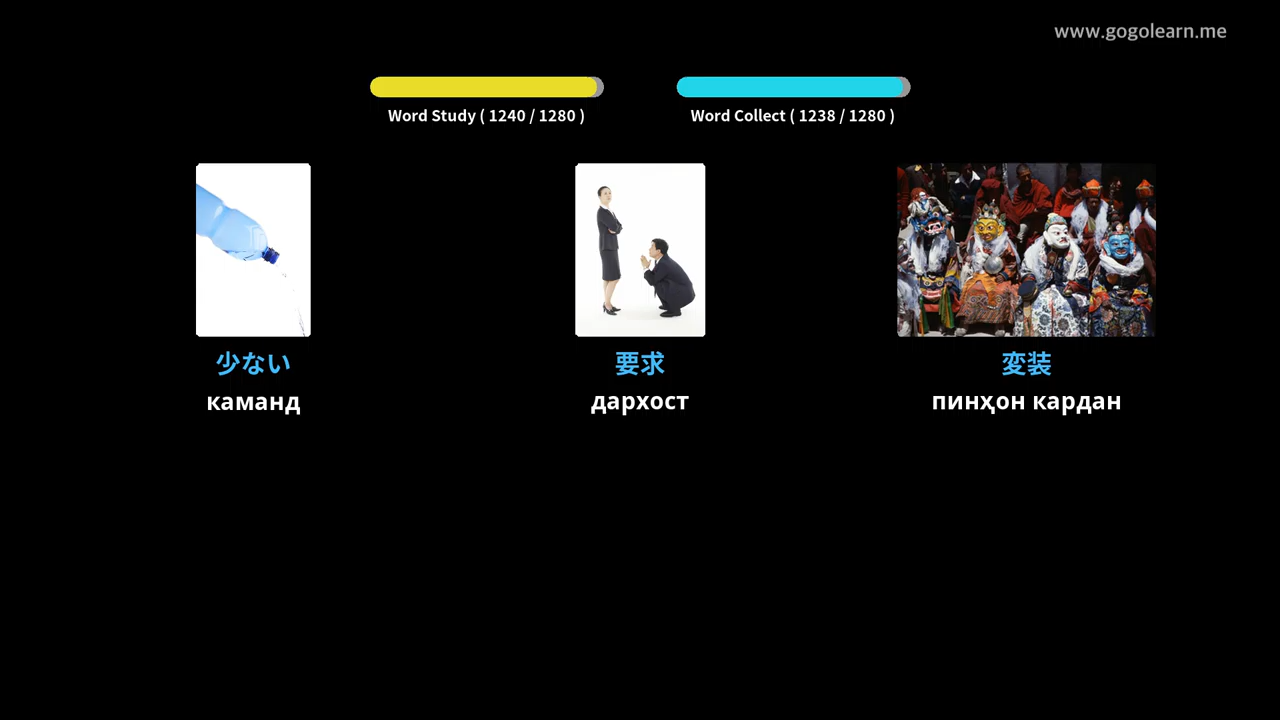 www.gogolearn.me
Word Study ( 1240 / 1280 )
Word Collect ( 1238 / 1280 )
少ない
要求
変装
каманд
дархост
пинҳон кардан